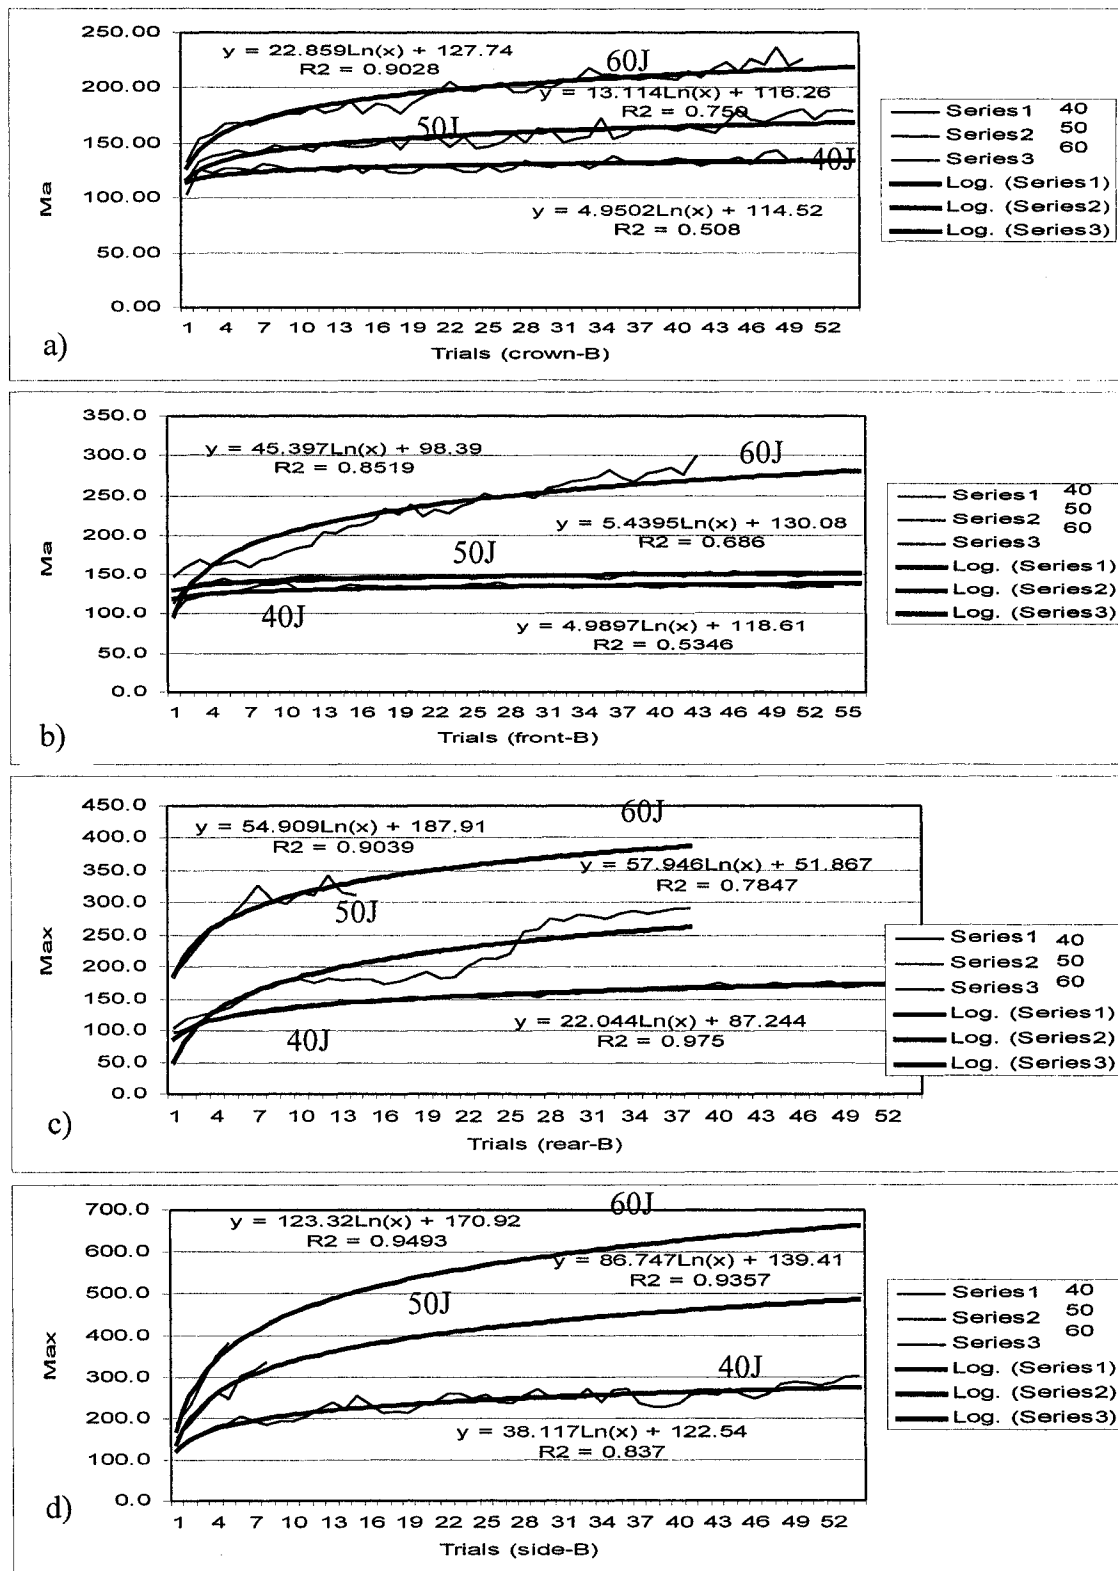 250.00
200.00
150.00
100.00
50.00
0.00
Ma
y = 22.859Ln(x) + 127.74
R2 = 0.9028
60J
y = 13.114Ln(x) + 116.26
R2 = 0.759
50J
40J
y = 4.9502Ln(x) + 114.52
R2 = 0.508
1 4 7 10 13 16 19 22 25 28 31 34 37 40 43 46 49 52
Trials (crown-B)
a)
Series1 40
Series2 50
Series3 60
Log. (Series1)
Log. (Series2)
Log. (Series3)
350.0
300.0
250.0
200.0
150.0
100.0
50.0
0.0
Ma
y = 45.397Ln(x) + 98.39
R2 = 0.8519
60J
y = 5.4395Ln(x) + 130.08
R2 = 0.686
50J
40J
y = 4.9897Ln(x) + 118.61
R2 = 0.5346
1 4 7 10 13 16 19 22 25 28 31 34 37 40 43 46 49 52 55
Trials (front-B)
b)
Series1 40
Series2 50
Series3 60
Log. (Series1)
Log. (Series2)
Log. (Series3)
450.0
400.0
350.0
300.0
250.0
200.0
150.0
100.0
50.0
0.0
Max
y = 54.909Ln(x) + 187.91
R2 = 0.9039
60J
y = 57.946Ln(x) + 51.867
R2 = 0.7847
50J
40J
y = 22.044Ln(x) + 87.244
R2 = 0.975
1 4 7 10 13 16 19 22 25 28 31 34 37 40 43 46 49 52
Trials (rear-B)
c)
Series1 40
Series2 50
Series3 60
Log. (Series1)
Log. (Series2)
Log. (Series3)
700.0
600.0
500.0
400.0
300.0
200.0
100.0
0.0
Max
y = 123.32Ln(x) + 170.92
R2 = 0.9493
60J
y = 86.747Ln(x) + 139.41
R2 = 0.9357
50J
40J
y = 38.117Ln(x) + 122.54
R2 = 0.837
1 4 7 10 13 16 19 22 25 28 31 34 37 40 43 46 49 52
Trials (side-B)
d)
Series1 40
Series2 50
Series3 60
Log. (Series1)
Log. (Series2)
Log. (Series3)